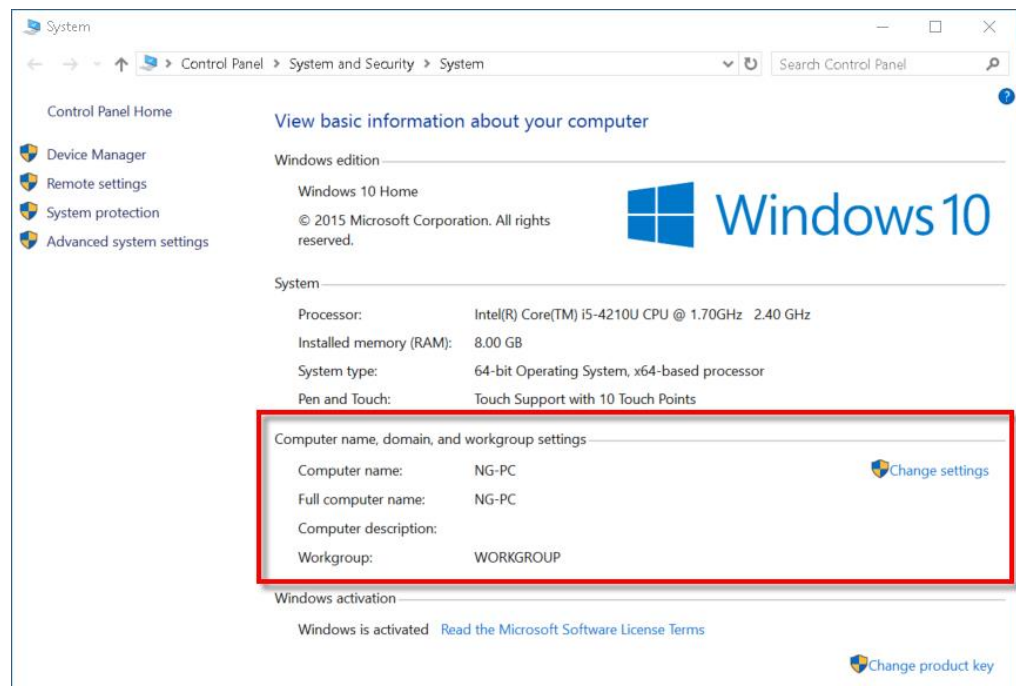 System
Control Panel > System and Security > System
Search Control Panel
Control Panel Home
Device Manager
Remote settings
System protection
Advanced system settings
View basic information about your computer
Windows edition
Windows 10 Home
© 2015 Microsoft Corporation. All rights
reserved.
Windows 10
System
Processor: Intel(R) Core(TM) i5-4210U CPU @ 1.70GHz 2.40 GHz
Installed memory (RAM): 8.00 GB
System type: 64-bit Operating System, x64-based processor
Pen and Touch: Touch Support with 10 Touch Points
Computer name, domain, and workgroup settings
Computer name: NG-PC
Change settings
Full computer name: NG-PC
Computer description:
Workgroup: WORKGROUP
Windows activation
Windows is activated Read the Microsoft Software License Terms
Change product key